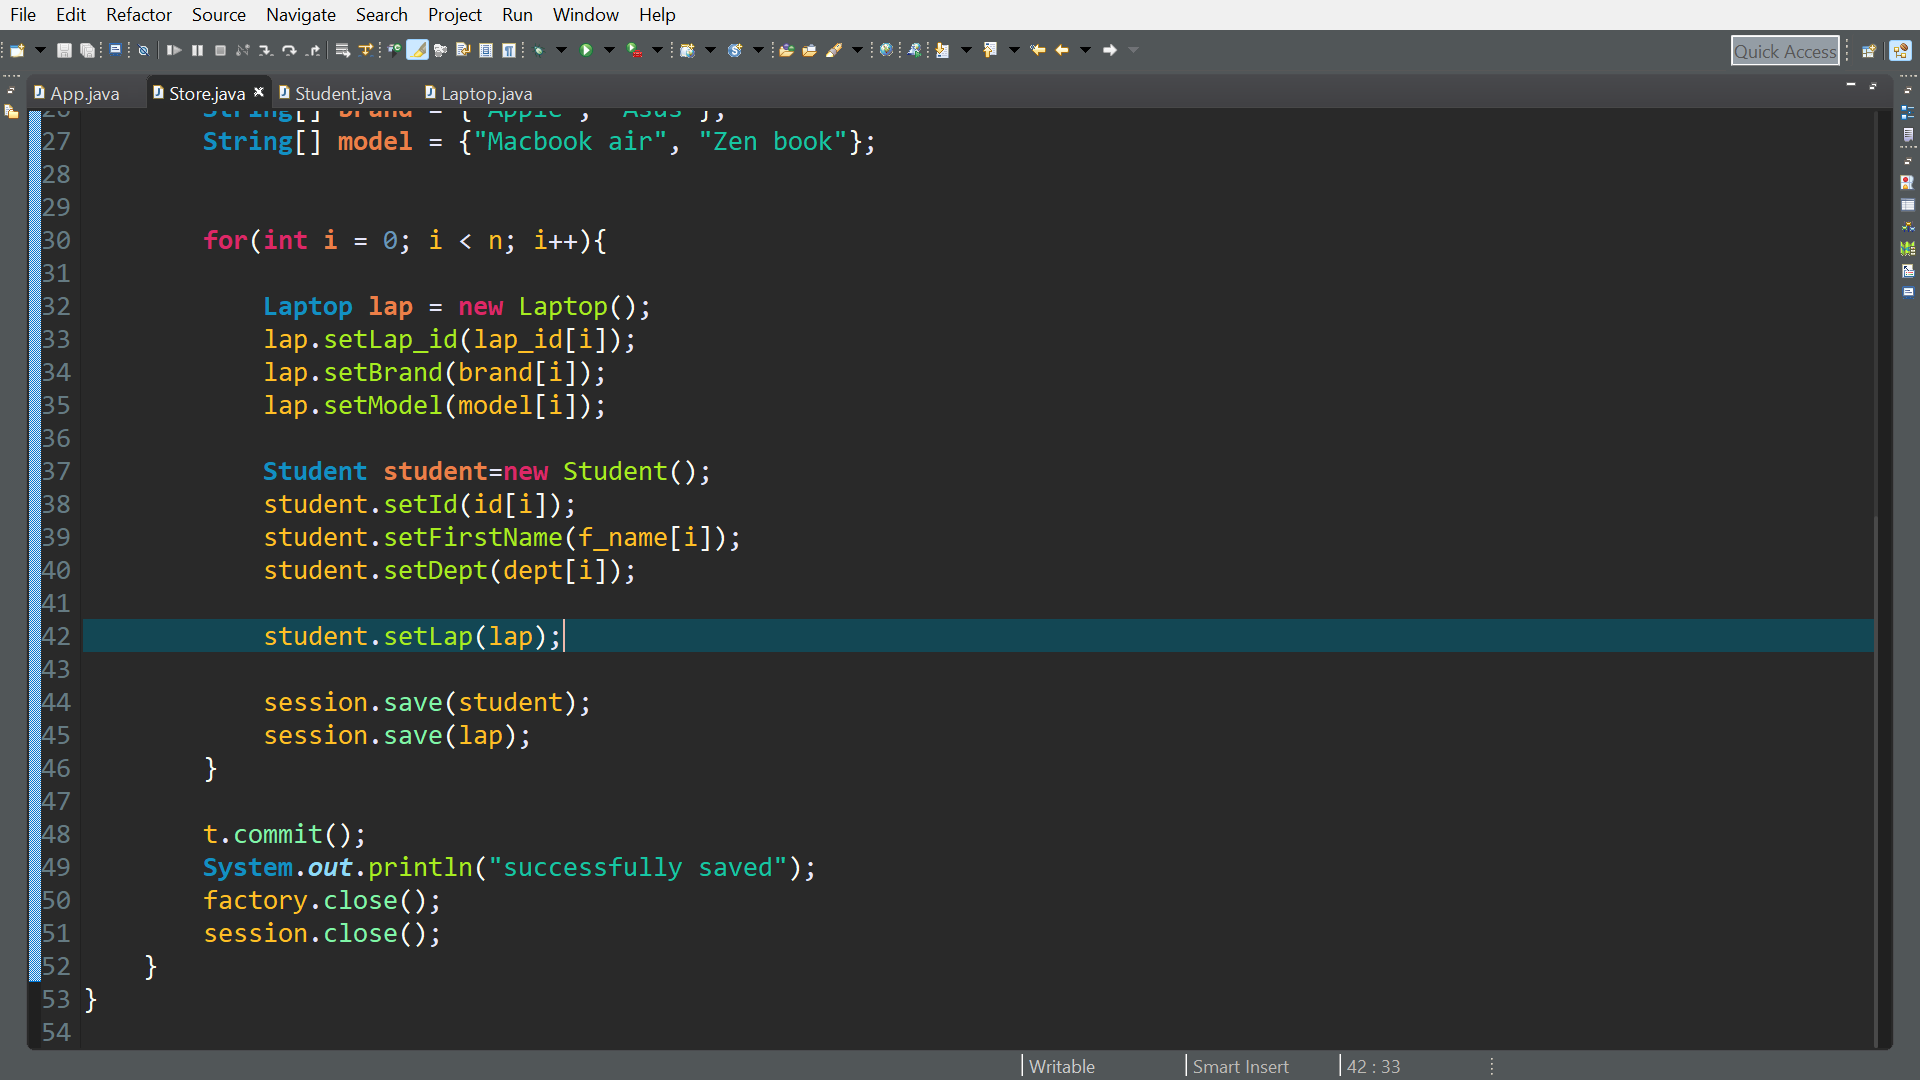 File Edit Refactor Source Navigate Search Project Run Window Help
Quick Access
App.java Store.java Student.java Laptop.java
26 String[] brand = {"Apple", "Asus"};
27 String[] model = {"Macbook air", "Zen book"};
28
29
30 for(int i = 0; i < n; i++){
31
32 Laptop lap = new Laptop();
33 lap.setLap_id(lap_id[i]);
34 lap.setBrand(brand[i]);
35 lap.setModel(model[i]);
36
37 Student student=new Student();
38 student.setId(id[i]);
39 student.setFirstName(f_name[i]);
40 student.setDept(dept[i]);
41
42 student.setLap(lap);
43
44 session.save(student);
45 session.save(lap);
46 }
47
48 t.commit();
49 System.out.println("successfully saved");
50 factory.close();
51 session.close();
52 }
53 }
54
Writable Smart Insert 42 : 33